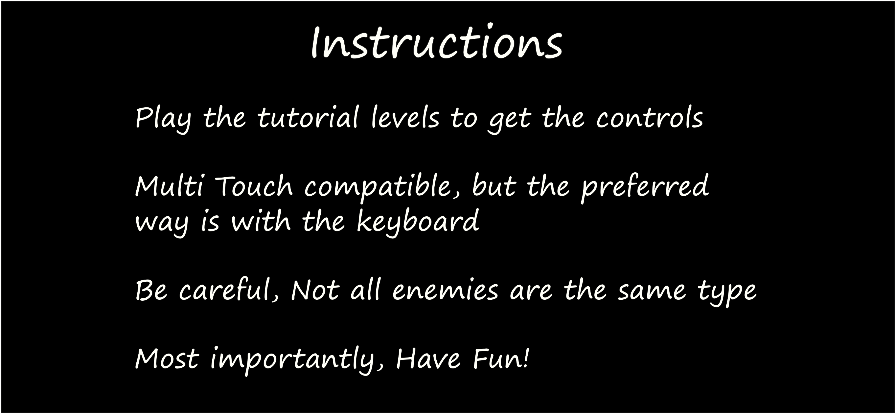 Instructions
Play the tutorial levels to get the controls
Multi Touch compatible, but the preferred
way is with the keyboard
Be careful, Not all enemies are the same type
Most importantly, Have Fun!